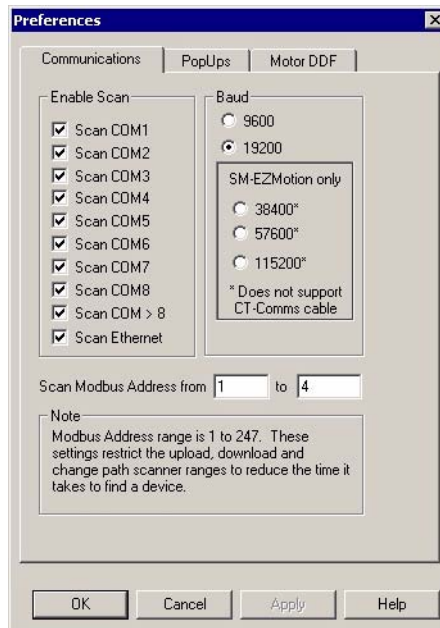 Preferences
Communications
PopUps
Motor DDF
Enable Scan
Scan COM1
Scan COM2
Scan COM3
Scan COM4
Scan COM5
Scan COM6
Scan COM7
Scan COM8
Scan COM > 8
Scan Ethernet
Baud
9600
19200
SM-EZMotion only
38400*
57600*
115200*
* Does not support
CT-Comms cable
Scan Modbus Address from 1 to 4
Note
Modbus Address range is 1 to 247. These
settings restrict the upload, download and
change path scanner ranges to reduce the time it
takes to find a device.
OK
Cancel
Apply
Help